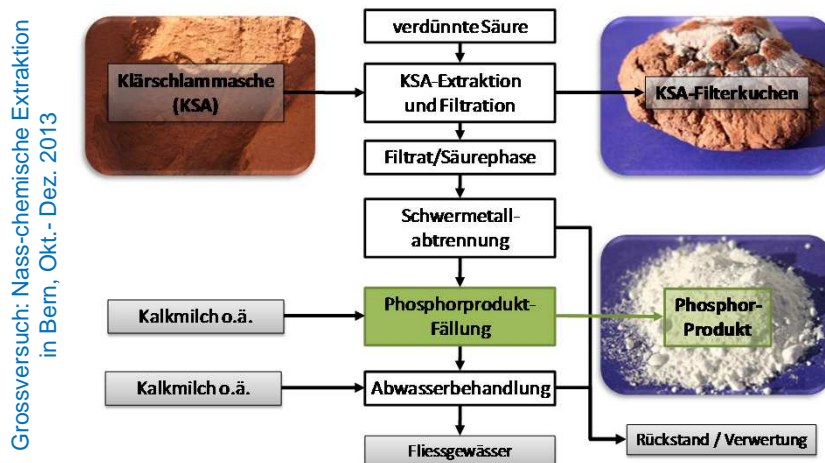 Grossversuch: Nass-chemische Extraktion
in Bern, Okt.- Dez. 2013
verdünnte Säure
Klärschlammasche
(KSA)
KSA-Extraktion
und Filtration
KSA-Filterkuchen
Filtrat/Säurephase
Schwermetall-
abtrennung
Kalkmilch o.ä.
Phosphorprodukt-
Fällung
Phosphor-
Produkt
Kalkmilch o.ä.
Abwasserbehandlung
Fliessgewässer
Rückstand / Verwertung